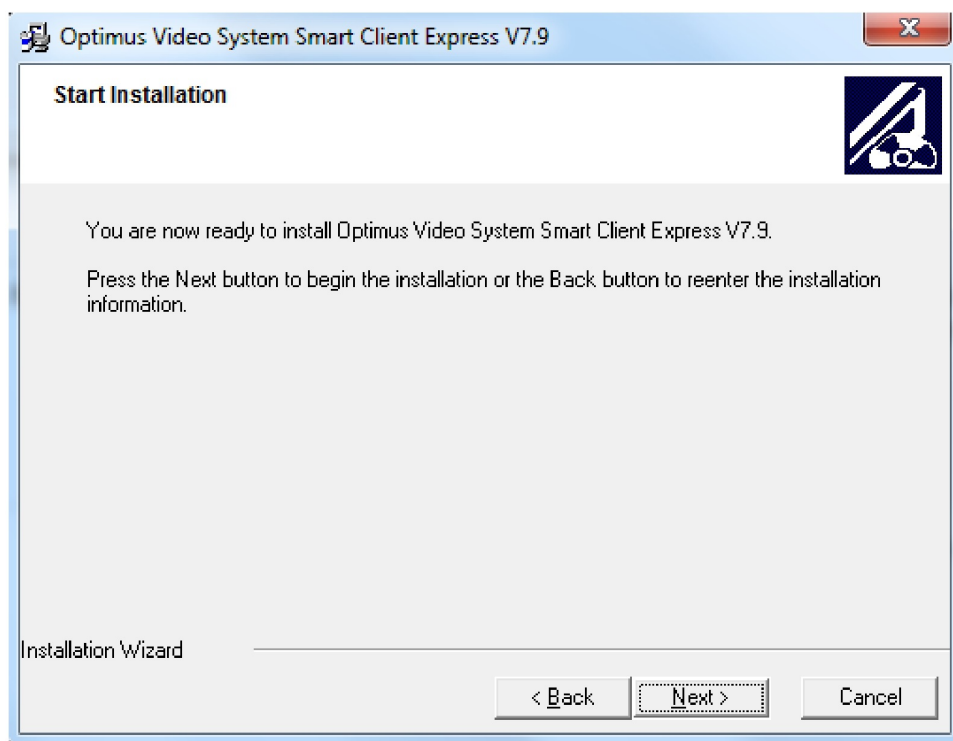 Optimus Video System Smart Client Express V7.9
Start Installation
You are now ready to install Optimus Video System Smart Client Express V7.9.
Press the Next button to begin the installation or the Back button to reenter the installation
information.
Installation Wizard
< Back
Next >
Cancel